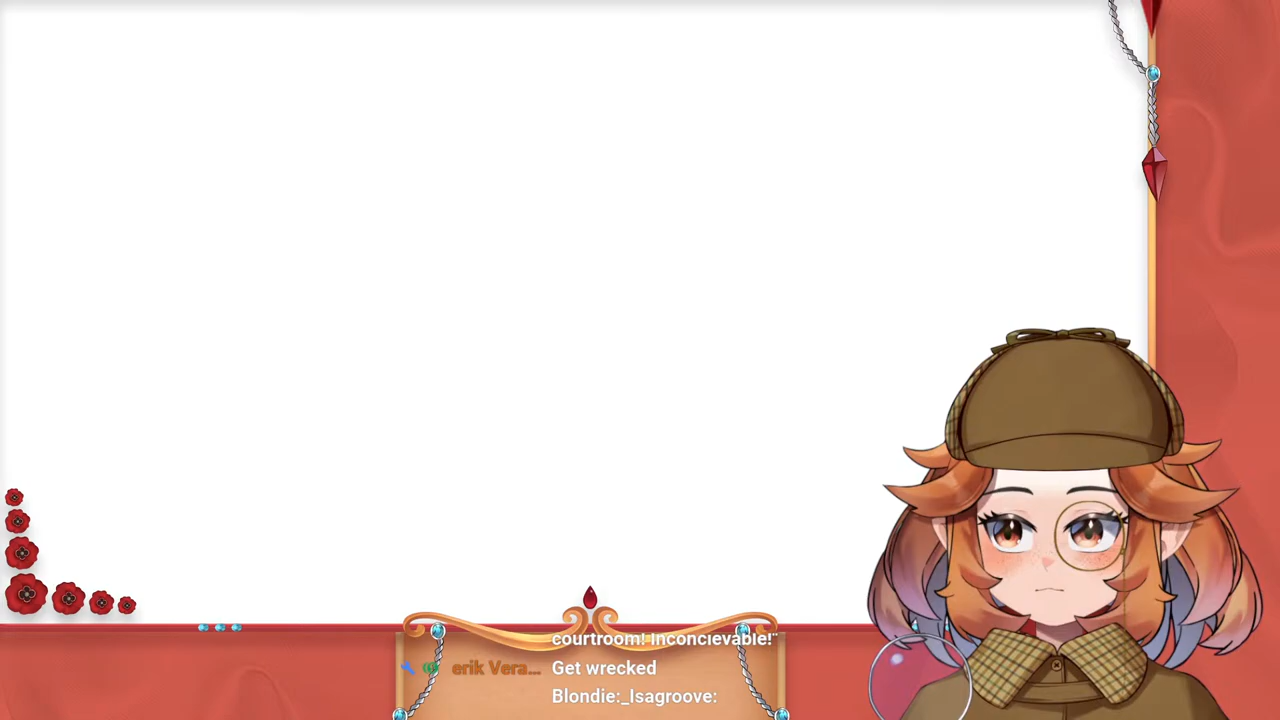 courtroom! Inconcievable!"
erik Vera... Get wrecked
Blondie:_Isagroove: